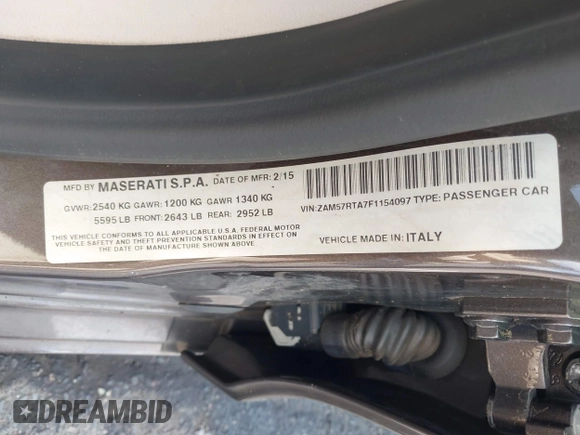 MFD BY MASERATI S.P.A. DATE OF MFR: 2/15
GVWR: 2540 KG GAWR: 1200 KG GAWR 1340 KG
5595 LB FRONT: 2643 LB REAR: 2952 LB
THIS VEHICLE CONFORMS TO ALL APPLICABLE U.S.A. FEDERAL MOTOR
VEHICLE SAFETY AND THEFT PREVENTION STANDARDS IN EFFECT ON
THE DATE OF MANUFACTURE SHOWN ABOVE.
VIN: ZAM57RTA7F1154097 TYPE: PASSENGER CAR
VEHICLE MADE IN: ITALY
DREAMBID